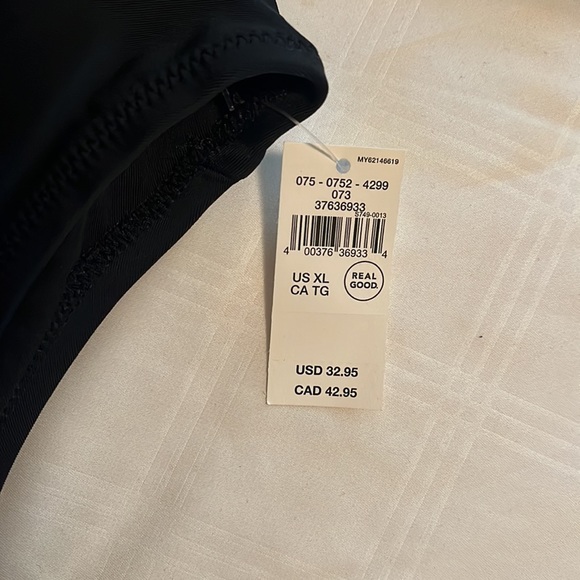 MY62146619
075 - 0752 - 4299
073
37636933
S749-0013
4 00376 36933 4
US XL
CA TG
REAL
GOOD.
USD 32.95
CAD 42.95